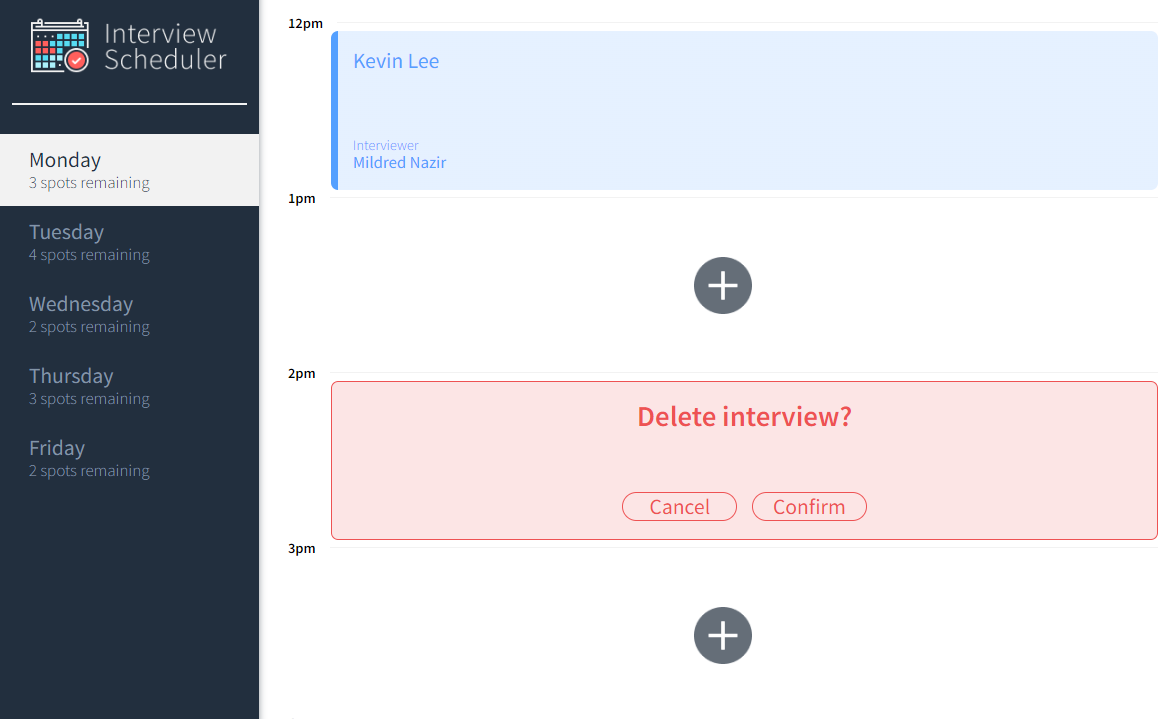 Interview
Scheduler
Monday
3 spots remaining
Tuesday
4 spots remaining
Wednesday
2 spots remaining
Thursday
3 spots remaining
Friday
2 spots remaining
12pm
Kevin Lee
Interviewer
Mildred Nazir
1pm
2pm
Delete interview?
Cancel Confirm
3pm